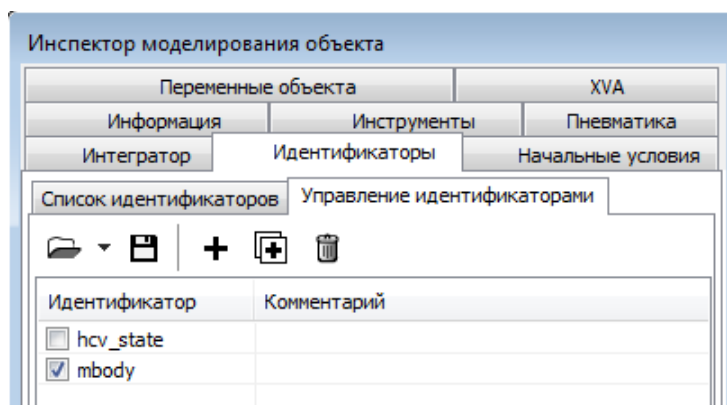 Инспектор моделирования объекта
Переменные объекта XVA
Информация Инструменты Пневматика
Интегратор Идентификаторы Начальные условия
Список идентификаторов Управление идентификаторами
Идентификатор Комментарий
hcv_state
mbody